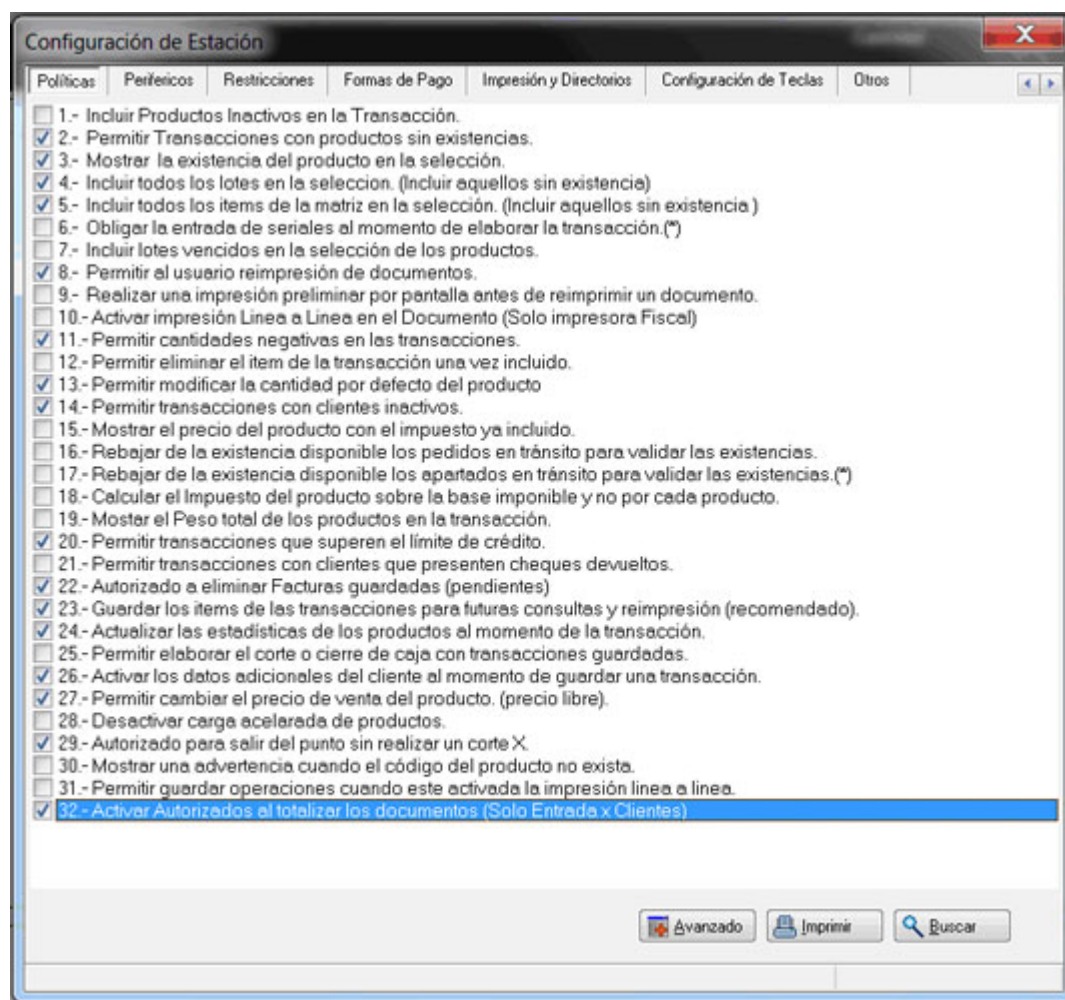 Configuración de Estación
Políticas Perifericos Restricciones Formas de Pago Impresión y Directorios Configuración de Teclas Otros
1.- Incluir Productos Inactivos en la Transacción.
2.- Permitir Transacciones con productos sin existencias.
3.- Mostrar la existencia del producto en la selección.
4.- Incluir todos los lotes en la seleccion. (Incluir aquellos sin existencia)
5.- Incluir todos los items de la matriz en la selección. (Incluir aquellos sin existencia )
6.- Obligar la entrada de seriales al momento de elaborar la transacción.(*)
7.- Incluir lotes vencidos en la selección de los productos.
8.- Permitir al usuario reimpresión de documentos.
9.- Realizar una impresión preliminar por pantalla antes de reimprimir un documento.
10.- Activar impresión Linea a Linea en el Documento (Solo impresora Fiscal)
11.- Permitir cantidades negativas en las transacciones.
12.- Permitir eliminar el item de la transacción una vez incluido.
13.- Permitir modificar la cantidad por defecto del producto
14.- Permitir transacciones con clientes inactivos.
15.- Mostrar el precio del producto con el impuesto ya incluido.
16.- Rebajar de la existencia disponible los pedidos en tránsito para validar las existencias.
17.- Rebajar de la existencia disponible los apartados en tránsito para validar las existencias.(*)
18.- Calcular el Impuesto del producto sobre la base imponible y no por cada producto.
19.- Mostar el Peso total de los productos en la transacción.
20.- Permitir transacciones que superen el límite de crédito.
21.- Permitir transacciones con clientes que presenten cheques devueltos.
22.- Autorizado a eliminar Facturas guardadas (pendientes)
23.- Guardar los items de las transacciones para futuras consultas y reimpresión (recomendado).
24.- Actualizar las estadísticas de los productos al momento de la transacción.
25.- Permitir elaborar el corte o cierre de caja con transacciones guardadas.
26.- Activar los datos adicionales del cliente al momento de guardar una transacción.
27.- Permitir cambiar el precio de venta del producto. (precio libre).
28.- Desactivar carga acelarada de productos.
29.- Autorizado para salir del punto sin realizar un corte X.
30.- Mostrar una advertencia cuando el código del producto no exista.
31.- Permitir guardar operaciones cuando este activada la impresión linea a linea.
32.- Activar Autorizados al totalizar los documentos (Solo Entrada x Clientes)
Avanzado Imprimir Buscar